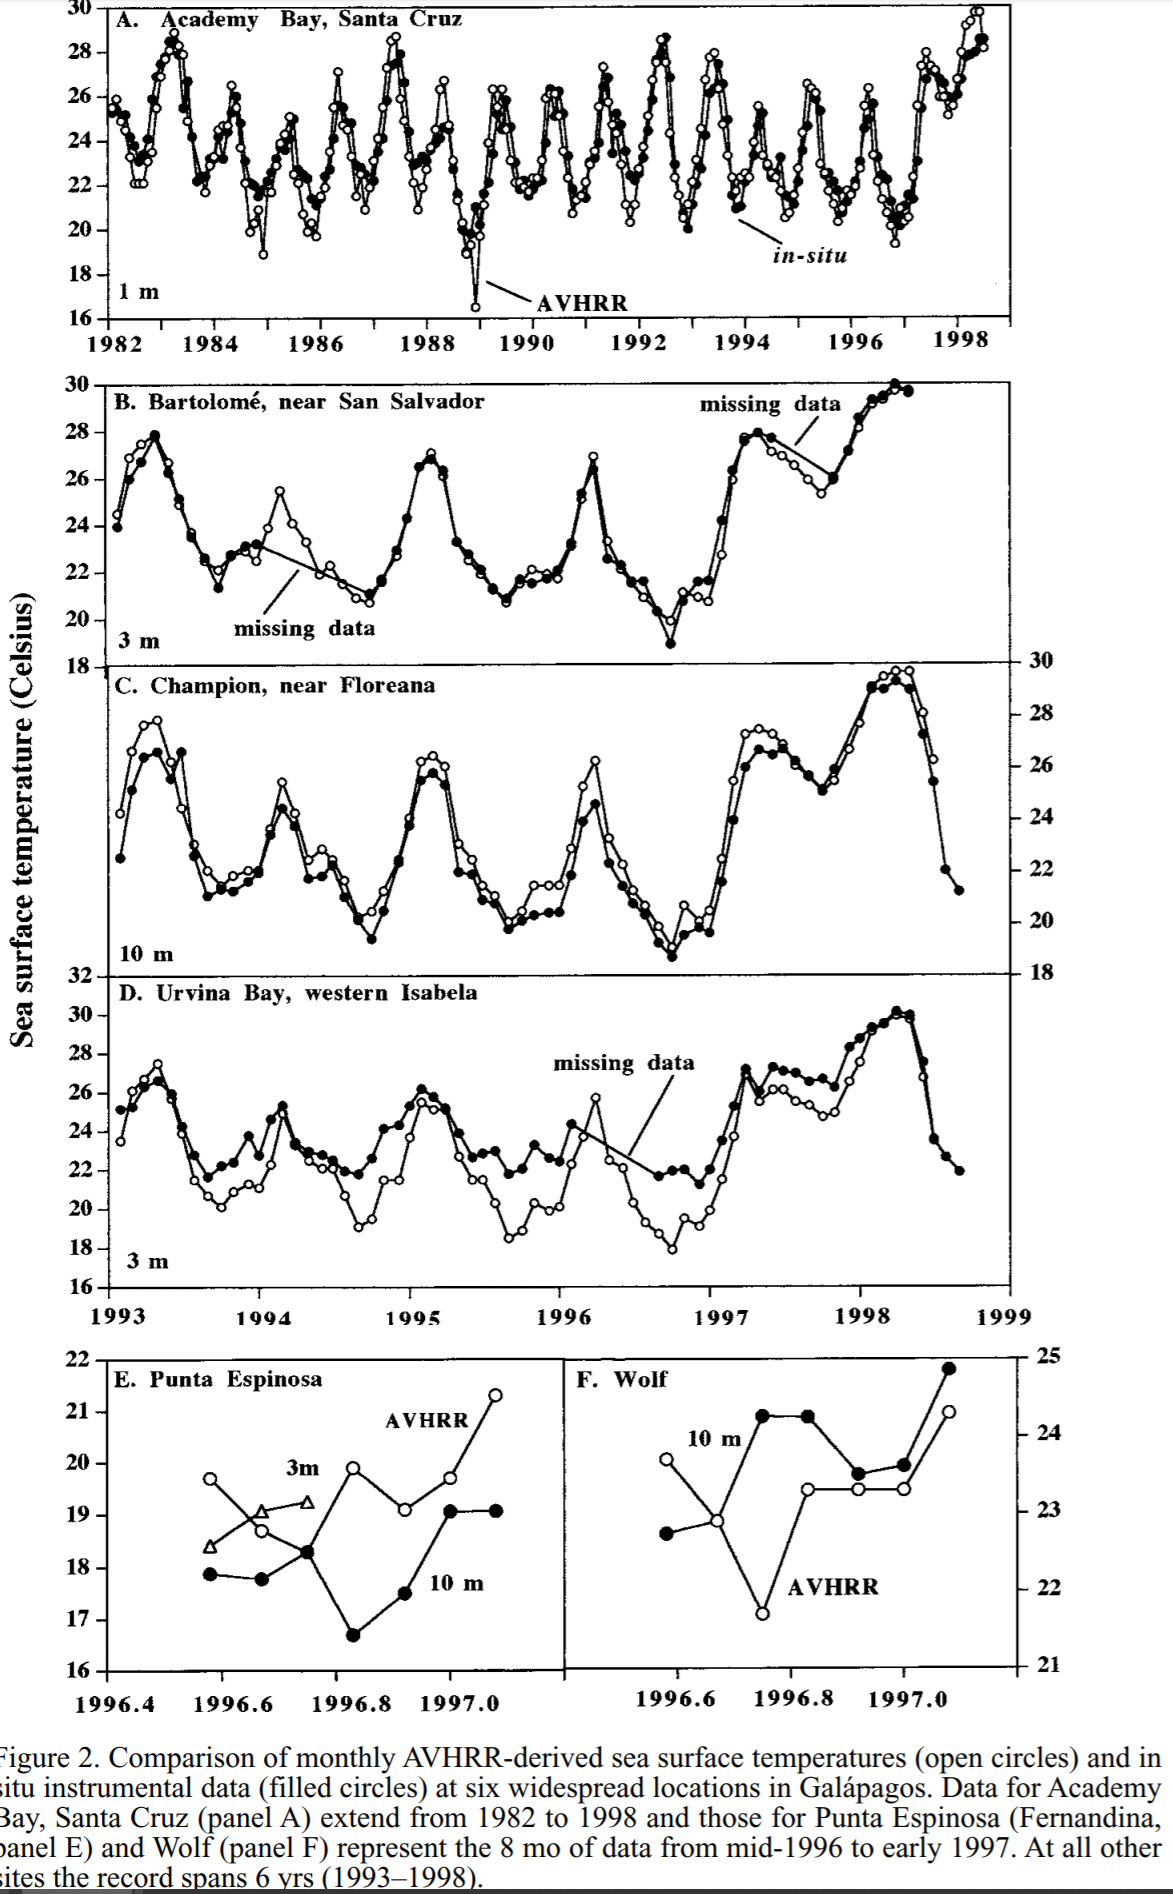 Sea surface temperature (Celsius)
A. Academy Bay, Santa Cruz
30
28
26
24
22
20
18
16
1 m
in-situ
AVHRR
1982 1984 1986 1988 1990 1992 1994 1996 1998
B. Bartolomé, near San Salvador
30
28
26
24
22
20
18
missing data
missing data
3 m
C. Champion, near Floreana
30
28
26
24
22
20
18
10 m
D. Urvina Bay, western Isabela
32
30
28
26
24
22
20
18
16
missing data
3 m
1993 1994 1995 1996 1997 1998 1999
E. Punta Espinosa
22
21
20
19
18
17
16
AVHRR
3m
10 m
1996.4 1996.6 1996.8 1997.0
F. Wolf
25
24
23
22
21
10 m
AVHRR
1996.6 1996.8 1997.0
Figure 2. Comparison of monthly AVHRR-derived sea surface temperatures (open circles) and in
situ instrumental data (filled circles) at six widespread locations in Galápagos. Data for Academy
Bay, Santa Cruz (panel A) extend from 1982 to 1998 and those for Punta Espinosa (Fernandina,
panel E) and Wolf (panel F) represent the 8 mo of data from mid-1996 to early 1997. At all other
sites the record spans 6 yrs (1993–1998).